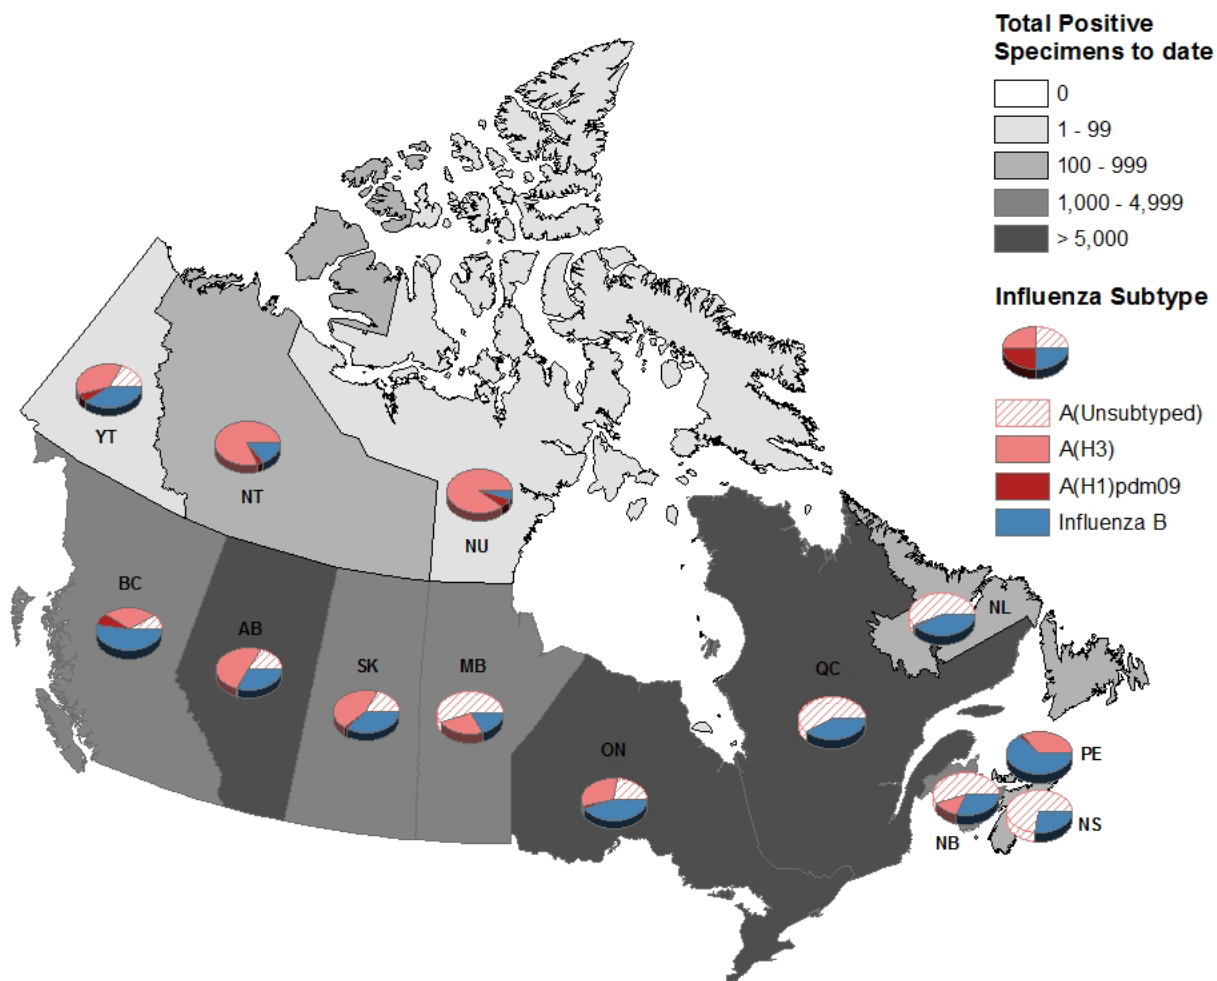 Total Positive
Specimens to date
0
1 - 99
100 - 999
1,000 - 4,999
> 5,000
Influenza Subtype
A(Unsubtyped)
A(H3)
A(H1)pdm09
Influenza B
YT
NT
NU
BC
AB
SK
MB
ON
QC
NL
PE
NB
NS